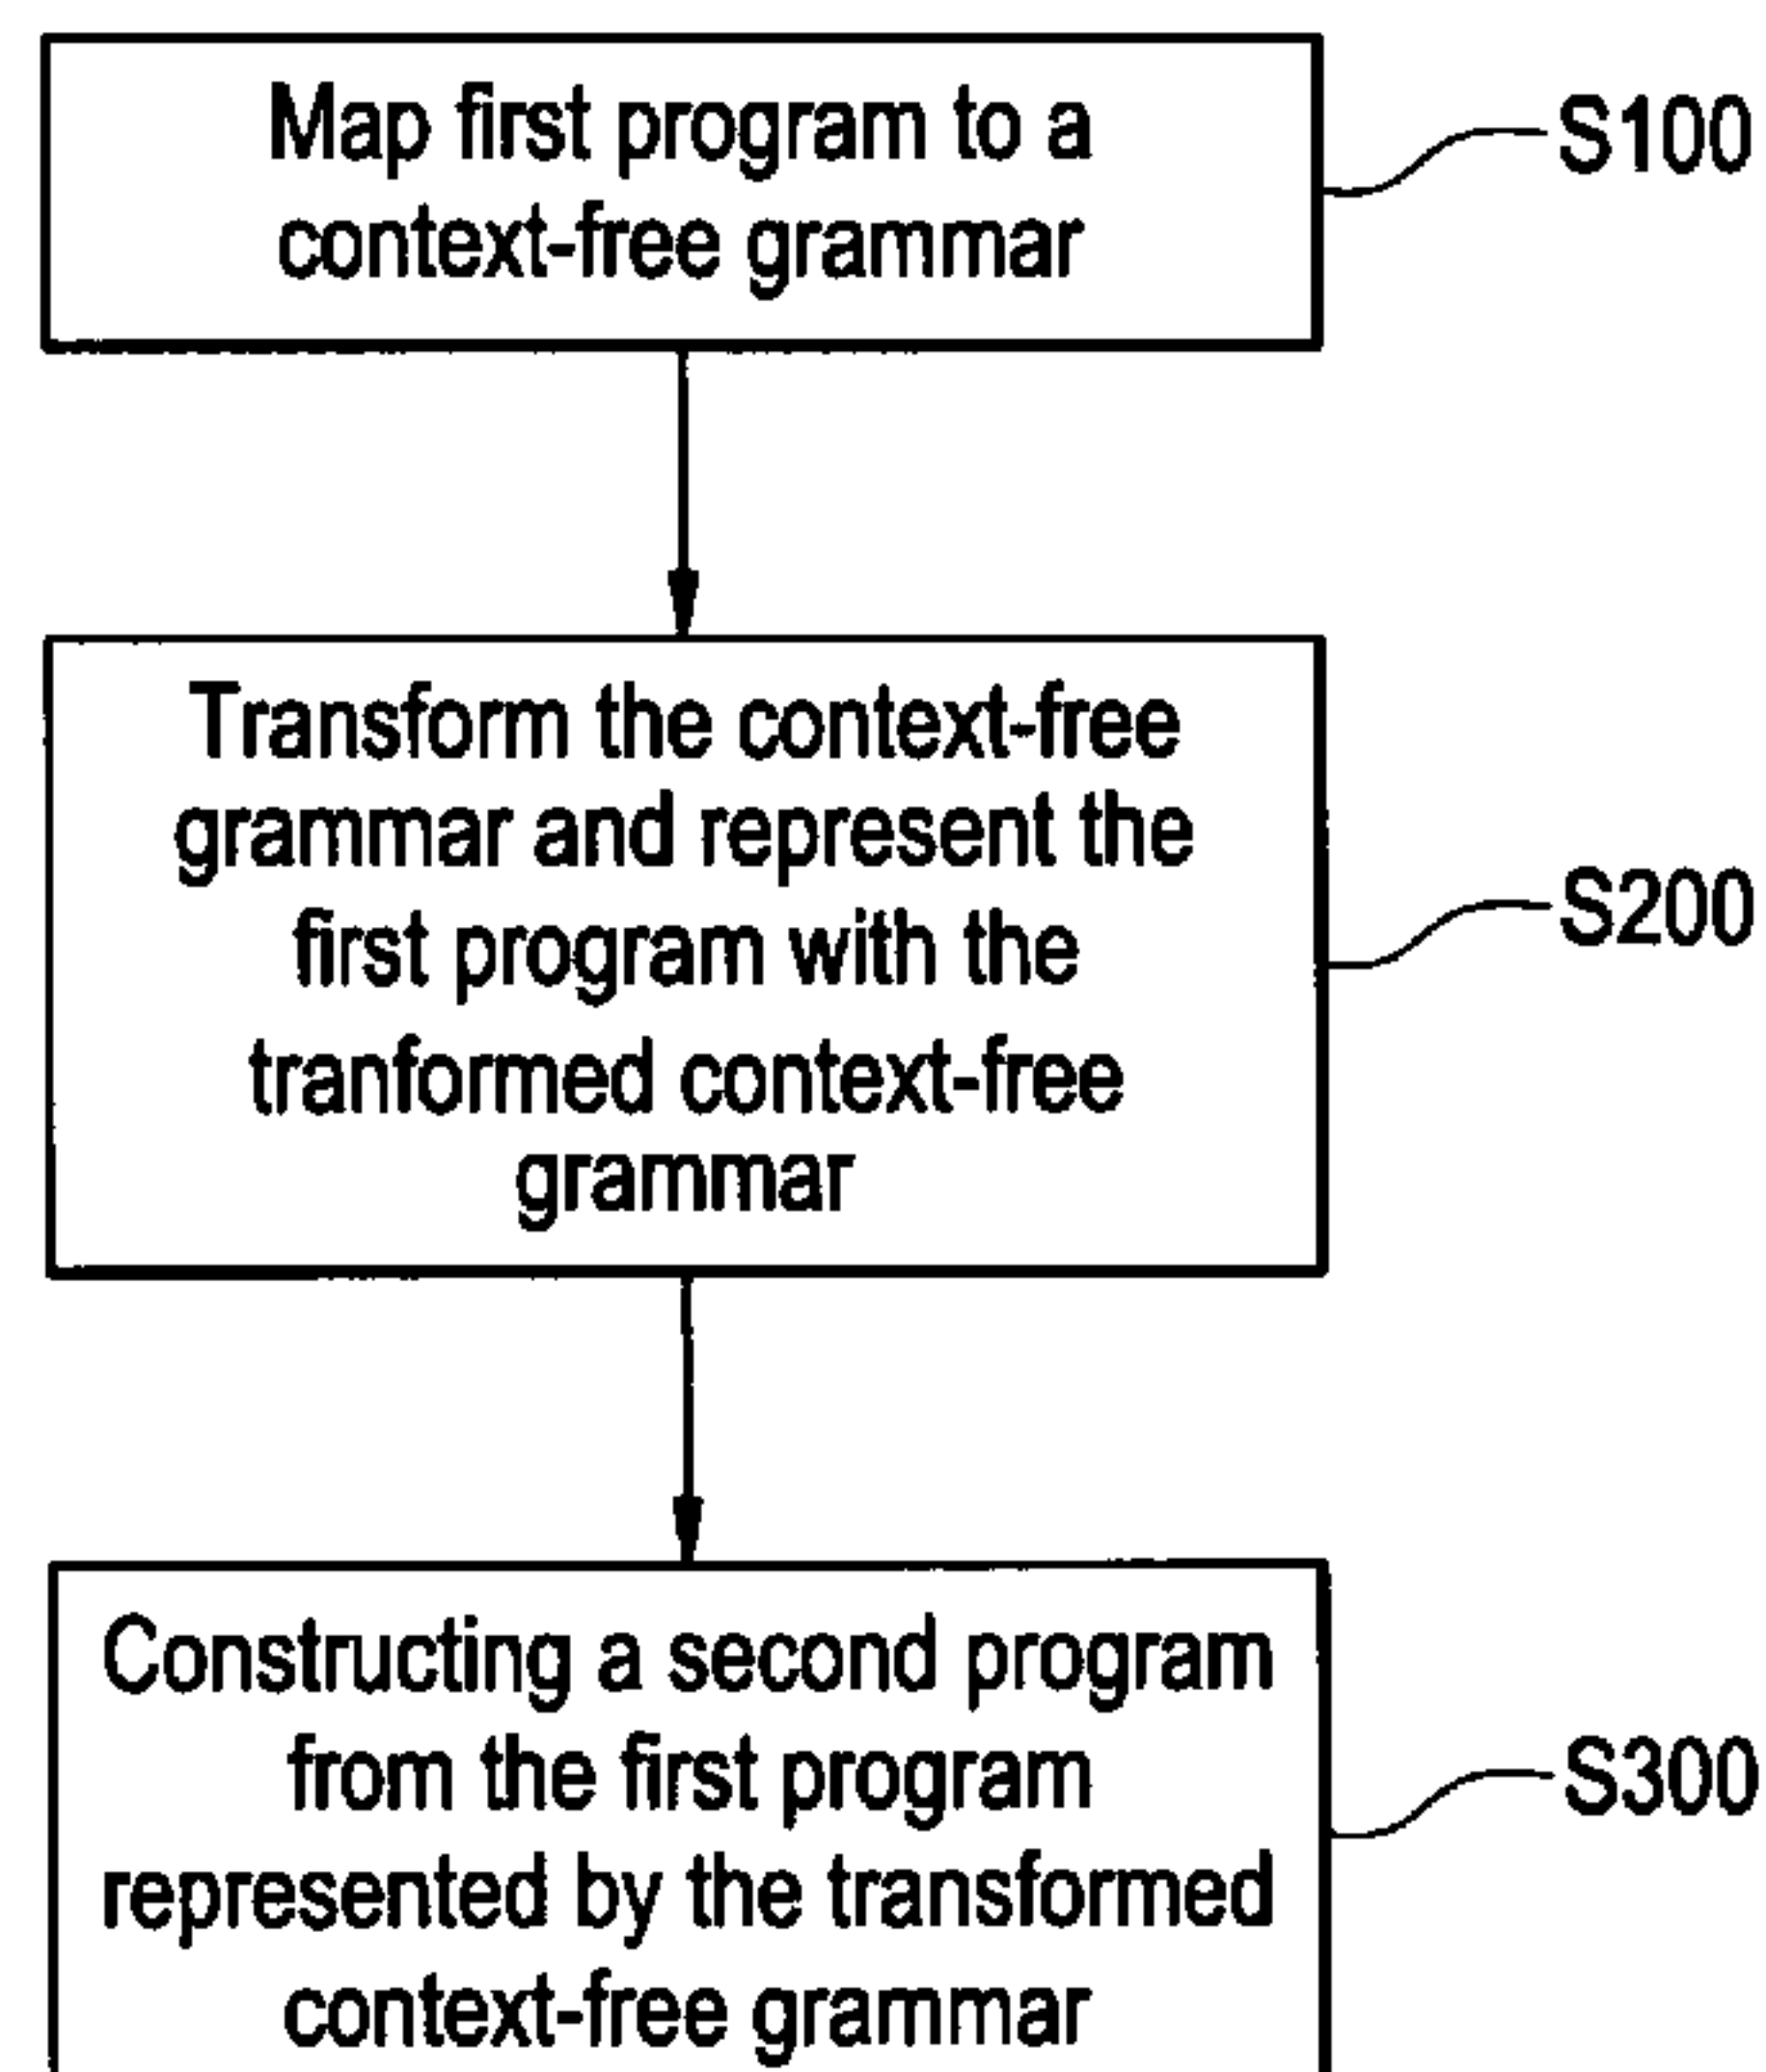 Map first program to a
context-free grammar
S100
Transform the context-free
grammar and represent the
first program with the
tranformed context-free
grammar
S200
Constructing a second program
from the first program
represented by the transformed
context-free grammar
S300